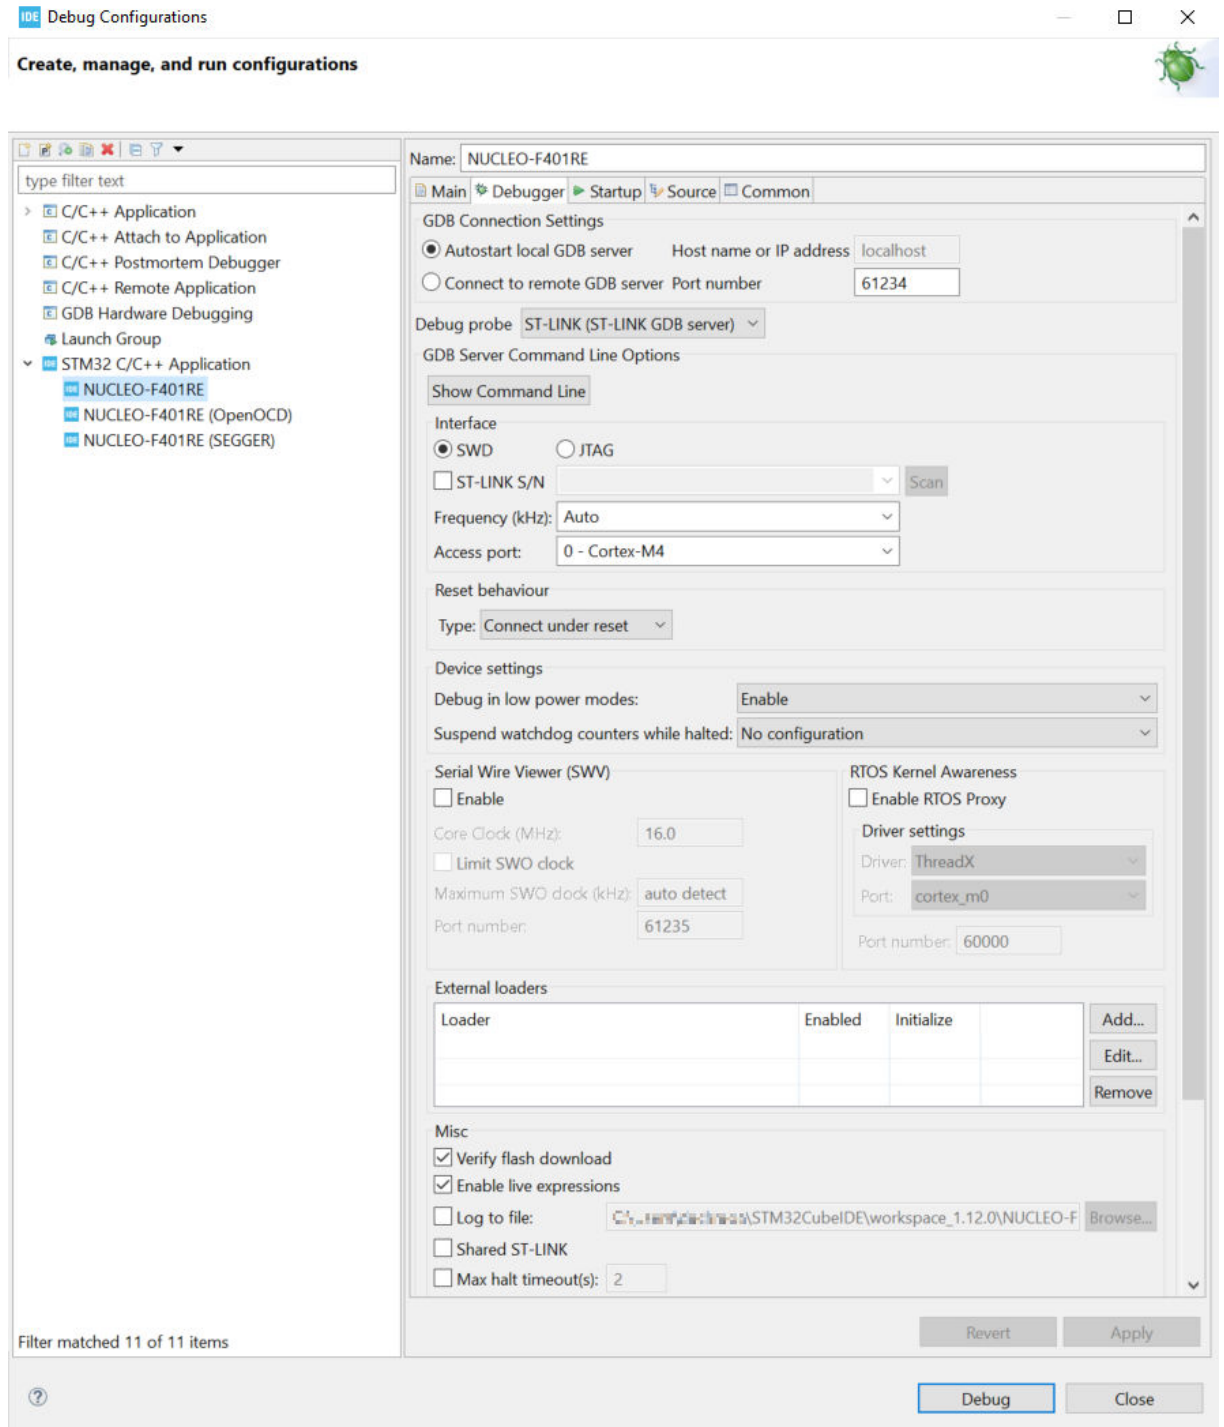 IDE Debug Configurations
Create, manage, and run configurations
type filter text
C/C++ Application
C/C++ Attach to Application
C/C++ Postmortem Debugger
C/C++ Remote Application
GDB Hardware Debugging
Launch Group
IDE STM32 C/C++ Application
IDE NUCLEO-F401RE
IDE NUCLEO-F401RE (OpenOCD)
IDE NUCLEO-F401RE (SEGGER)
Filter matched 11 of 11 items
Name: NUCLEO-F401RE
Main Debugger Startup Source Common
GDB Connection Settings
Autostart local GDB server Host name or IP address localhost
Connect to remote GDB server Port number 61234
Debug probe ST-LINK (ST-LINK GDB server)
GDB Server Command Line Options
Show Command Line
Interface
SWD JTAG
ST-LINK S/N Scan
Frequency (kHz): Auto
Access port: 0 - Cortex-M4
Reset behaviour
Type: Connect under reset
Device settings
Debug in low power modes: Enable
Suspend watchdog counters while halted: No configuration
Serial Wire Viewer (SWV)
Enable
Core Clock (MHz): 16.0
Limit SWO clock
Maximum SWO clock (kHz): auto detect
Port number: 61235
RTOS Kernel Awareness
Enable RTOS Proxy
Driver settings
Driver: ThreadX
Port: cortex_m0
Port number: 60000
External loaders
Loader Enabled Initialize
Add...
Edit...
Remove
Misc
Verify flash download
Enable live expressions
Log to file: \STM32CubeIDE\workspace_1.12.0\NUCLEO-F Browse...
Shared ST-LINK
Max halt timeout(s): 2
Revert Apply
Debug Close